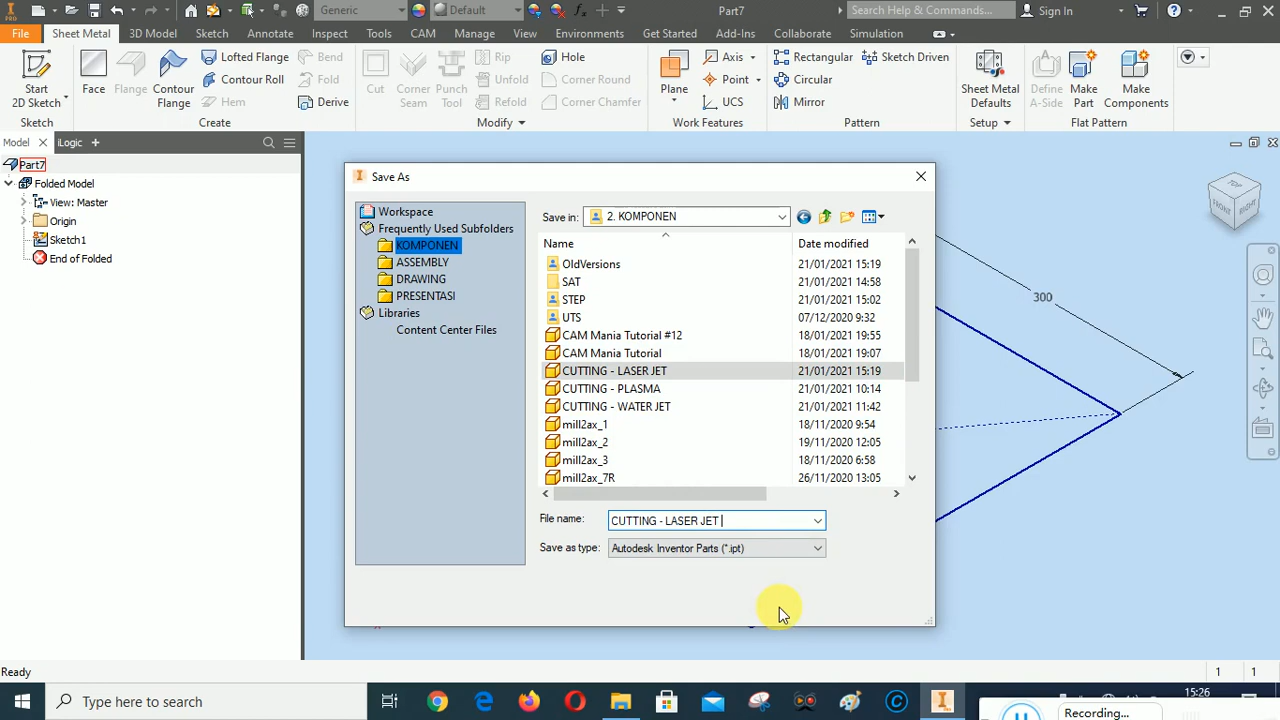 PRO
Generic
Default
Part7
Search Help & Commands...
Sign In
File
Sheet Metal
3D Model
Sketch
Annotate
Inspect
Tools
CAM
Manage
View
Environments
Get Started
Add-Ins
Collaborate
Simulation
Start
2D Sketch
Face
Flange
Contour
Flange
Lofted Flange
Contour Roll
Hem
Bend
Fold
Derive
Cut
Corner
Seam
Punch
Tool
Rip
Unfold
Refold
Hole
Corner Round
Corner Chamfer
Plane
Axis
Point
UCS
Rectangular
Circular
Mirror
Sketch Driven
Sheet Metal
Defaults
Define
A-Side
Make
Part
Make
Components
Sketch
Create
Modify
Work Features
Pattern
Setup
Flat Pattern
Model
iLogic
Part7
Folded Model
View: Master
Origin
Sketch1
End of Folded
Save As
Workspace
Frequently Used Subfolders
KOMPONEN
ASSEMBLY
DRAWING
PRESENTASI
Libraries
Content Center Files
Save in:
2. KOMPONEN
Name
Date modified
OldVersions
21/01/2021 15:19
SAT
21/01/2021 14:58
STEP
21/01/2021 15:02
UTS
07/12/2020 9:32
CAM Mania Tutorial #12
18/01/2021 19:55
CAM Mania Tutorial
18/01/2021 19:07
CUTTING - LASER JET
21/01/2021 15:19
CUTTING - PLASMA
21/01/2021 10:14
CUTTING - WATER JET
21/01/2021 11:42
mill2ax_1
18/11/2020 9:54
mill2ax_2
19/11/2020 12:05
mill2ax_3
18/11/2020 6:58
mill2ax_7R
26/11/2020 13:05
File name:
CUTTING - LASER JET
Save as type:
Autodesk Inventor Parts (*.ipt)
300
TOP
FRONT
RIGHT
Ready
1
1
Type here to search
15:26
Recording...